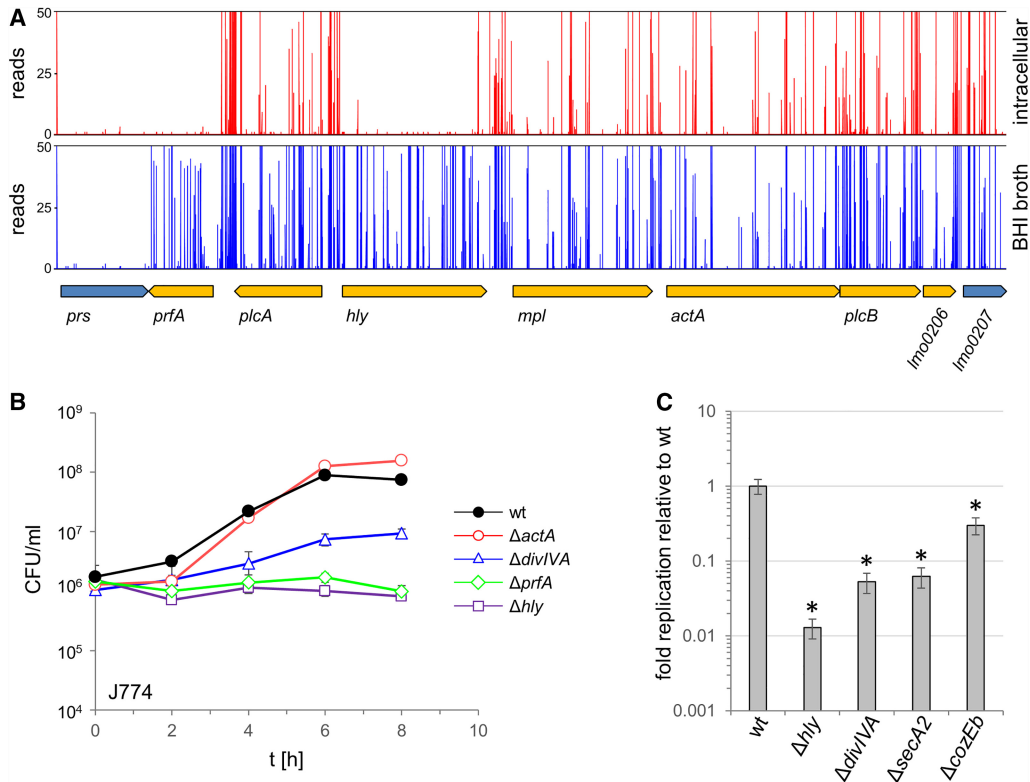 A
50
reads
25
0
intracellular
50
reads
25
0
BHI broth
prs prfA plcA hly mpl actA plcB lmo0206 lmo0207
B
10⁹
10⁸
10⁷
10⁶
10⁵
10⁴
CFU/ml
J774
0 2 4 6 8 10
t [h]
wt
ΔactA
ΔdivIVA
ΔprfA
Δhly
C
10
1
0.1
0.01
0.001
fold replication relative to wt
* * * *
wt Δhly ΔdivIVA ΔsecA2 ΔcozEb